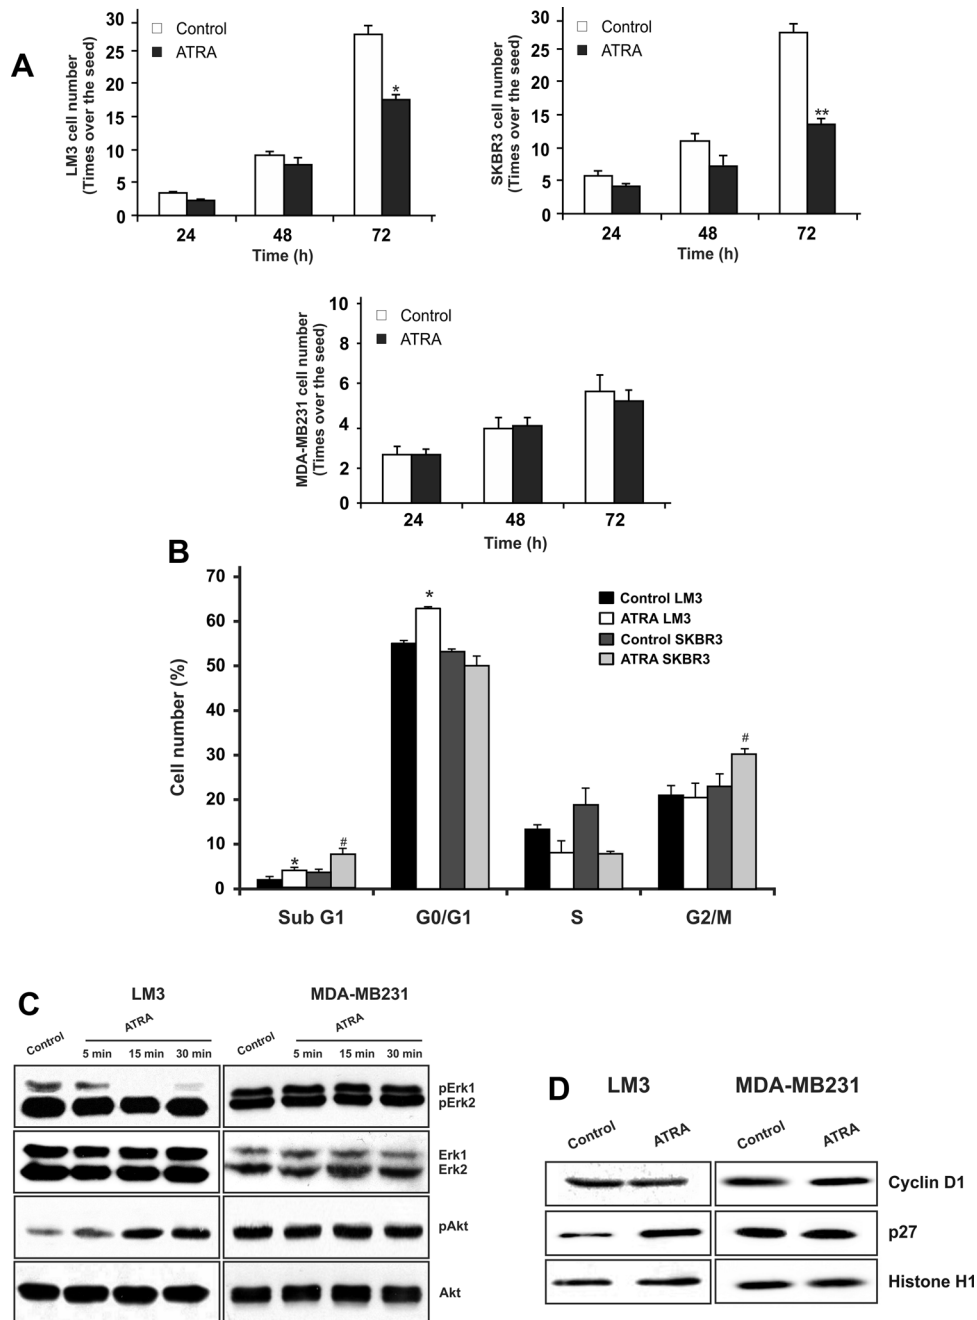 A
LM3 cell number
(Times over the seed)
30
25
20
15
10
5
0
Control
ATRA
*
24 48 72
Time (h)
SKBR3 cell number
(Times over the seed)
30
25
20
15
10
5
0
Control
ATRA
**
24 48 72
Time (h)
MDA-MB231 cell number
(Times over the seed)
10
8
6
4
2
0
Control
ATRA
24 48 72
Time (h)
B
Cell number (%)
70
60
50
40
30
20
10
0
Control LM3
ATRA LM3
Control SKBR3
ATRA SKBR3
* # * #
Sub G1 G0/G1 S G2/M
C
LM3 MDA-MB231
Control ATRA Control ATRA
5 min 15 min 30 min 5 min 15 min 30 min
pErk1
pErk2
Erk1
Erk2
pAkt
Akt
D
LM3 MDA-MB231
Control ATRA Control ATRA
Cyclin D1
p27
Histone H1